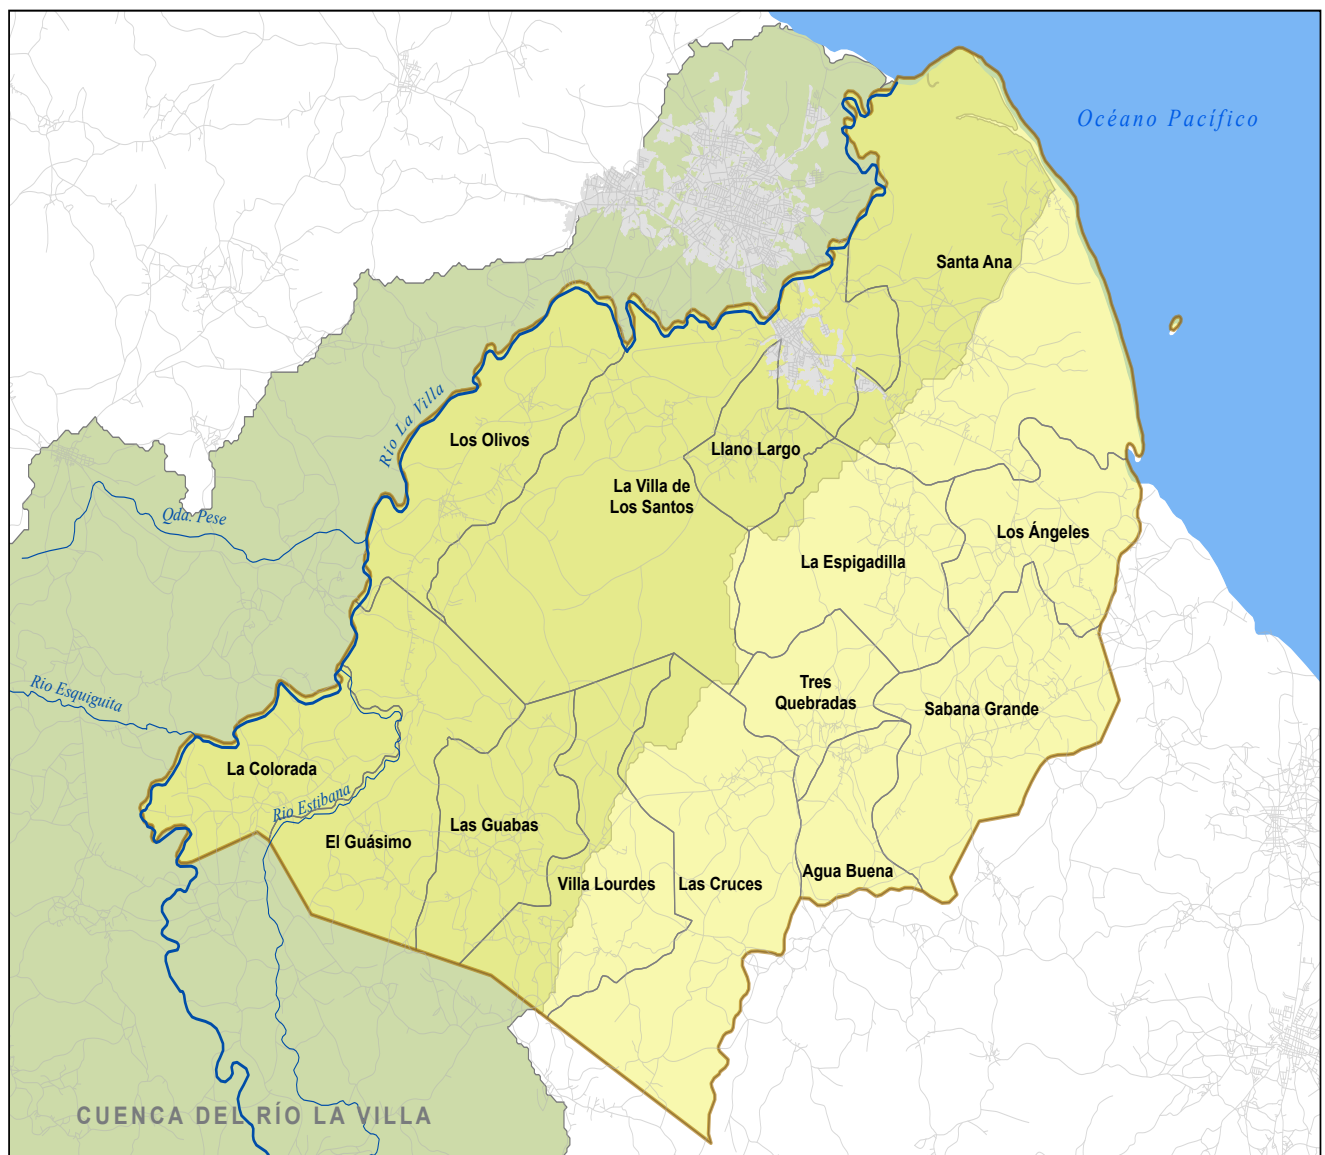 Océano Pacífico
Santa Ana
Río La Villa
Los Olivos
Llano Largo
La Villa de
Los Santos
Qda. Pese
Los Ángeles
La Espigadilla
Río Esquiguita
Tres
Quebradas
Sabana Grande
La Colorada
Río Estibana
El Guásimo
Las Guabas
Villa Lourdes
Las Cruces
Agua Buena
CUENCA DEL RÍO LA VILLA